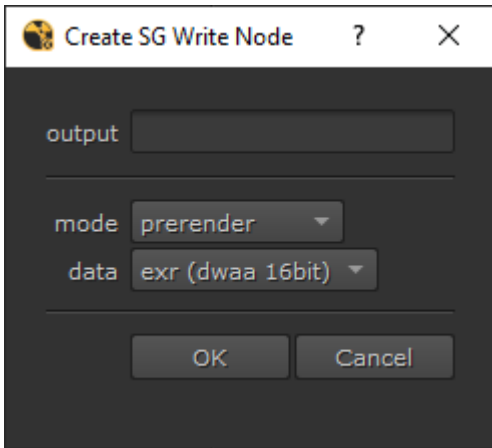 Create SG Write Node ?
output
mode prerender
data exr (dwaa 16bit)
OK Cancel